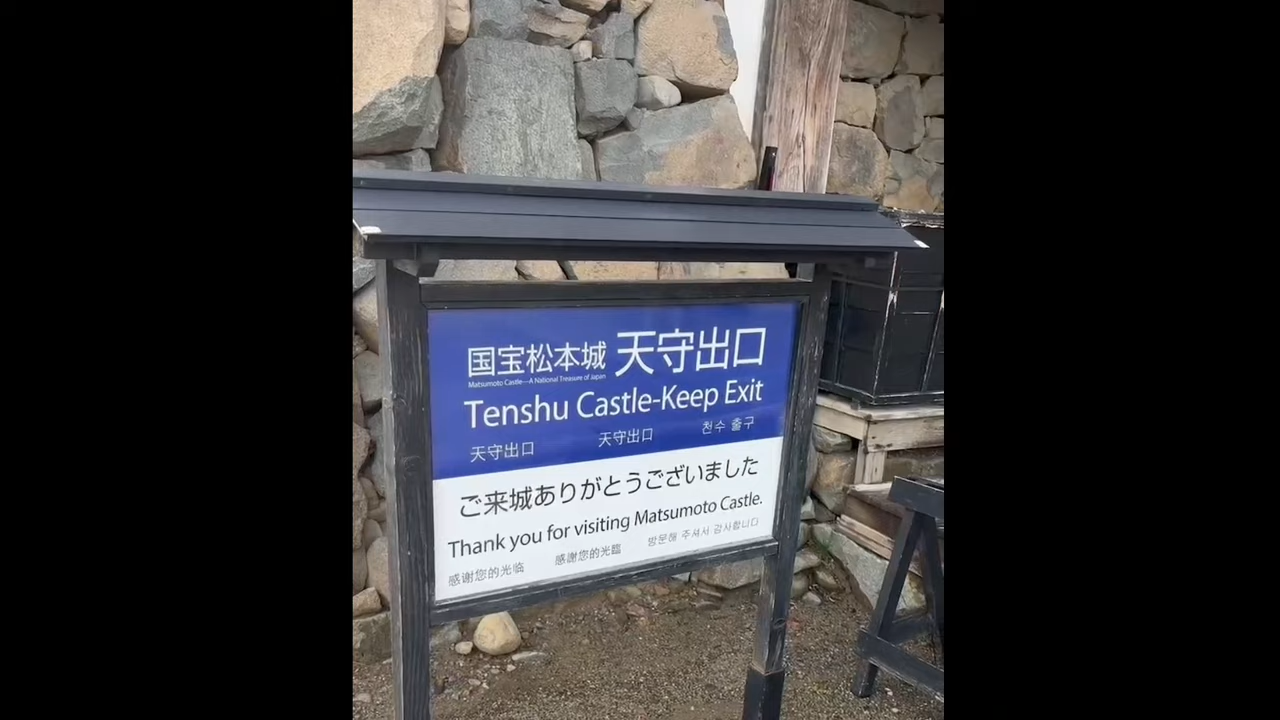 国宝松本城 天守出口
Matsumoto Castle—A National Treasure of Japan
Tenshu Castle-Keep Exit
天守出口 天守出口 천수 출구
ご来城ありがとうございました
Thank you for visiting Matsumoto Castle.
感谢您的光临 感謝您的光臨 방문해 주셔서 감사합니다